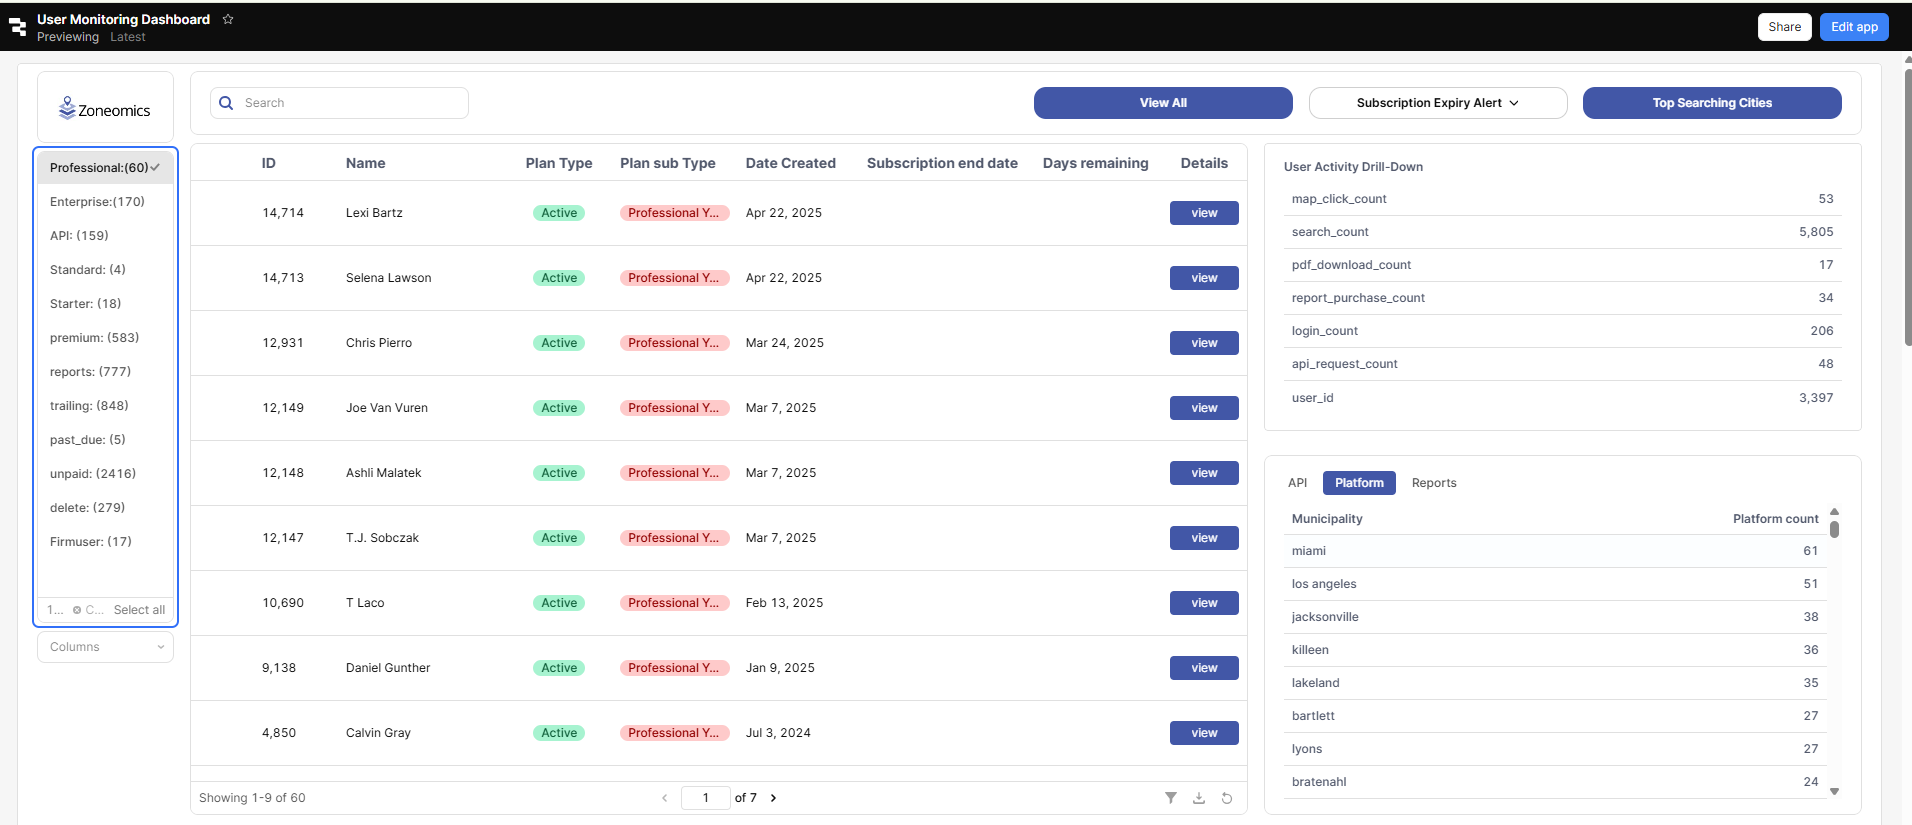 User Monitoring Dashboard
Previewing Latest
Share
Edit app
Zoneomics
Search
View All
Subscription Expiry Alert
Top Searching Cities
Professional:(60)
Enterprise:(170)
API: (159)
Standard: (4)
Starter: (18)
premium: (583)
reports: (777)
trailing: (848)
past_due: (5)
unpaid: (2416)
delete: (279)
Firmuser: (17)
1... C... Select all
Columns
ID Name Plan Type Plan sub Type Date Created Subscription end date Days remaining Details
14,714 Lexi Bartz Active Professional Y... Apr 22, 2025 view
14,713 Selena Lawson Active Professional Y... Apr 22, 2025 view
12,931 Chris Pierro Active Professional Y... Mar 24, 2025 view
12,149 Joe Van Vuren Active Professional Y... Mar 7, 2025 view
12,148 Ashli Malatek Active Professional Y... Mar 7, 2025 view
12,147 T.J. Sobczak Active Professional Y... Mar 7, 2025 view
10,690 T Laco Active Professional Y... Feb 13, 2025 view
9,138 Daniel Gunther Active Professional Y... Jan 9, 2025 view
4,850 Calvin Gray Active Professional Y... Jul 3, 2024 view
Showing 1-9 of 60
1 of 7
User Activity Drill-Down
map_click_count 53
search_count 5,805
pdf_download_count 17
report_purchase_count 34
login_count 206
api_request_count 48
user_id 3,397
API Platform Reports
Municipality Platform count
miami 61
los angeles 51
jacksonville 38
killeen 36
lakeland 35
bartlett 27
lyons 27
bratenahl 24